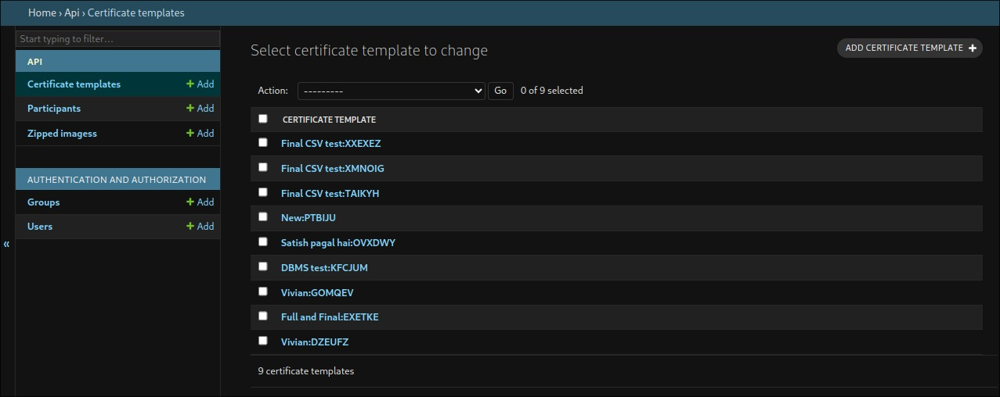 Home › Api › Certificate templates
Start typing to filter...
API
Certificate templates + Add
Participants + Add
Zipped imagess + Add
AUTHENTICATION AND AUTHORIZATION
Groups + Add
Users + Add
«
Select certificate template to change
ADD CERTIFICATE TEMPLATE +
Action: --------- Go 0 of 9 selected
CERTIFICATE TEMPLATE
Final CSV test:XXEXEZ
Final CSV test:XMNOIG
Final CSV test:TAIKYH
New:PTBIJU
Satish pagal hai:OVXDWY
DBMS test:KFCJUM
Vivian:GOMQEV
Full and Final:EXETKE
Vivian:DZEUFZ
9 certificate templates